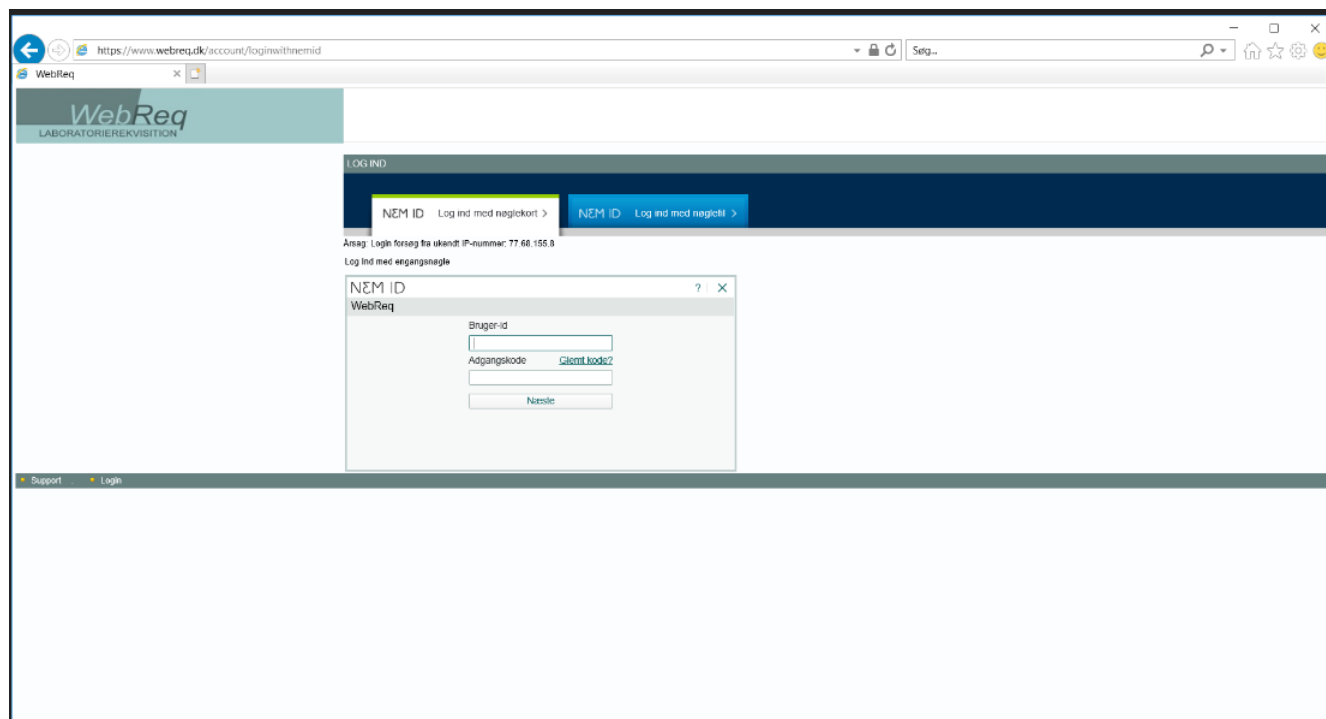 https://www.webreq.dk/account/loginwithnemid
Søg...
WebReq
WebReq
LABORATORIEREKVISITION
LOG IND
NEM ID Log ind med nøglekort >
NEM ID Log ind med nøglefil >
Årsag: Login forsøg fra ukendt IP-nummer: 77.68.155.8
Log ind med engangsnøgle
NEM ID ?
WebReq
Bruger-id
Adgangskode Glemt kode?
Næste
Support
Login